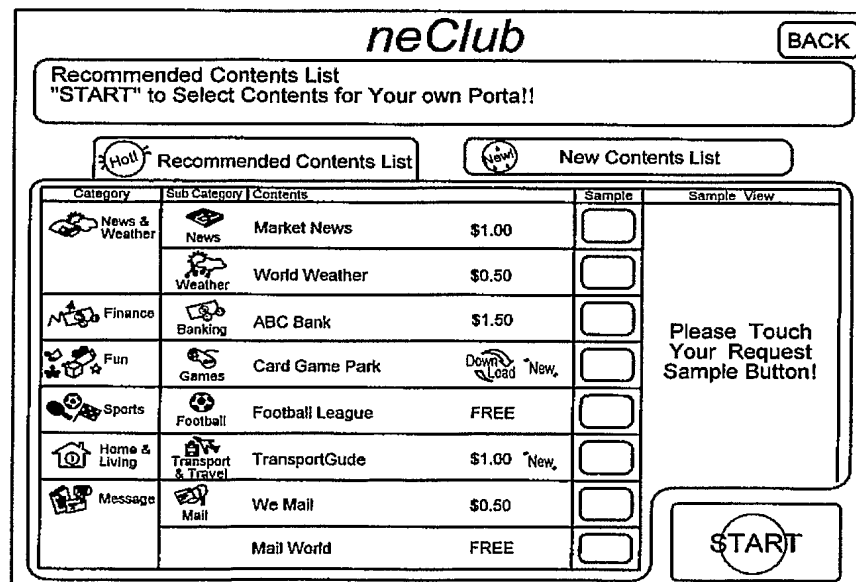 neClub
BACK
Recommended Contents List
"START" to Select Contents for Your own Porta!!
Hot! Recommended Contents List
New! New Contents List
Category Sub Category Contents Sample Sample View
News & Weather News Market News $1.00
Weather World Weather $0.50
Finance Banking ABC Bank $1.50
Fun Games Card Game Park Down Load New
Sports Football Football League FREE
Home & Living Transport & Travel TransportGude $1.00 New
Message Mail We Mail $0.50
Mail World FREE
Please Touch
Your Request
Sample Button!
START